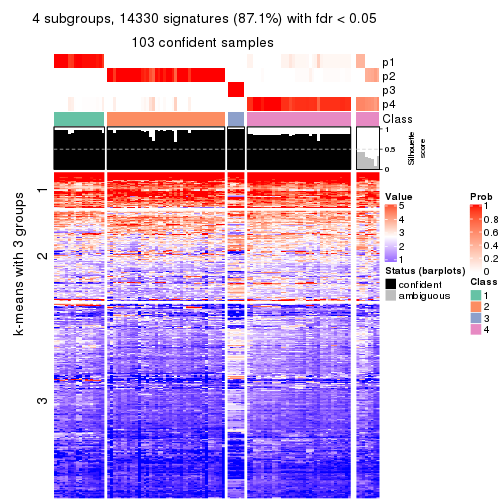 4 subgroups, 14330 signatures (87.1%) with fdr < 0.05
103 confident samples
p1
p2
p3
p4
Class
1
0.5
0
Silhouette
score
k-means with 3 groups
1
2
3
Value
5
4
3
2
1
Status (barplots)
confident
ambiguous
Prob
1
0.8
0.6
0.4
0.2
0
Class
1
2
3
4